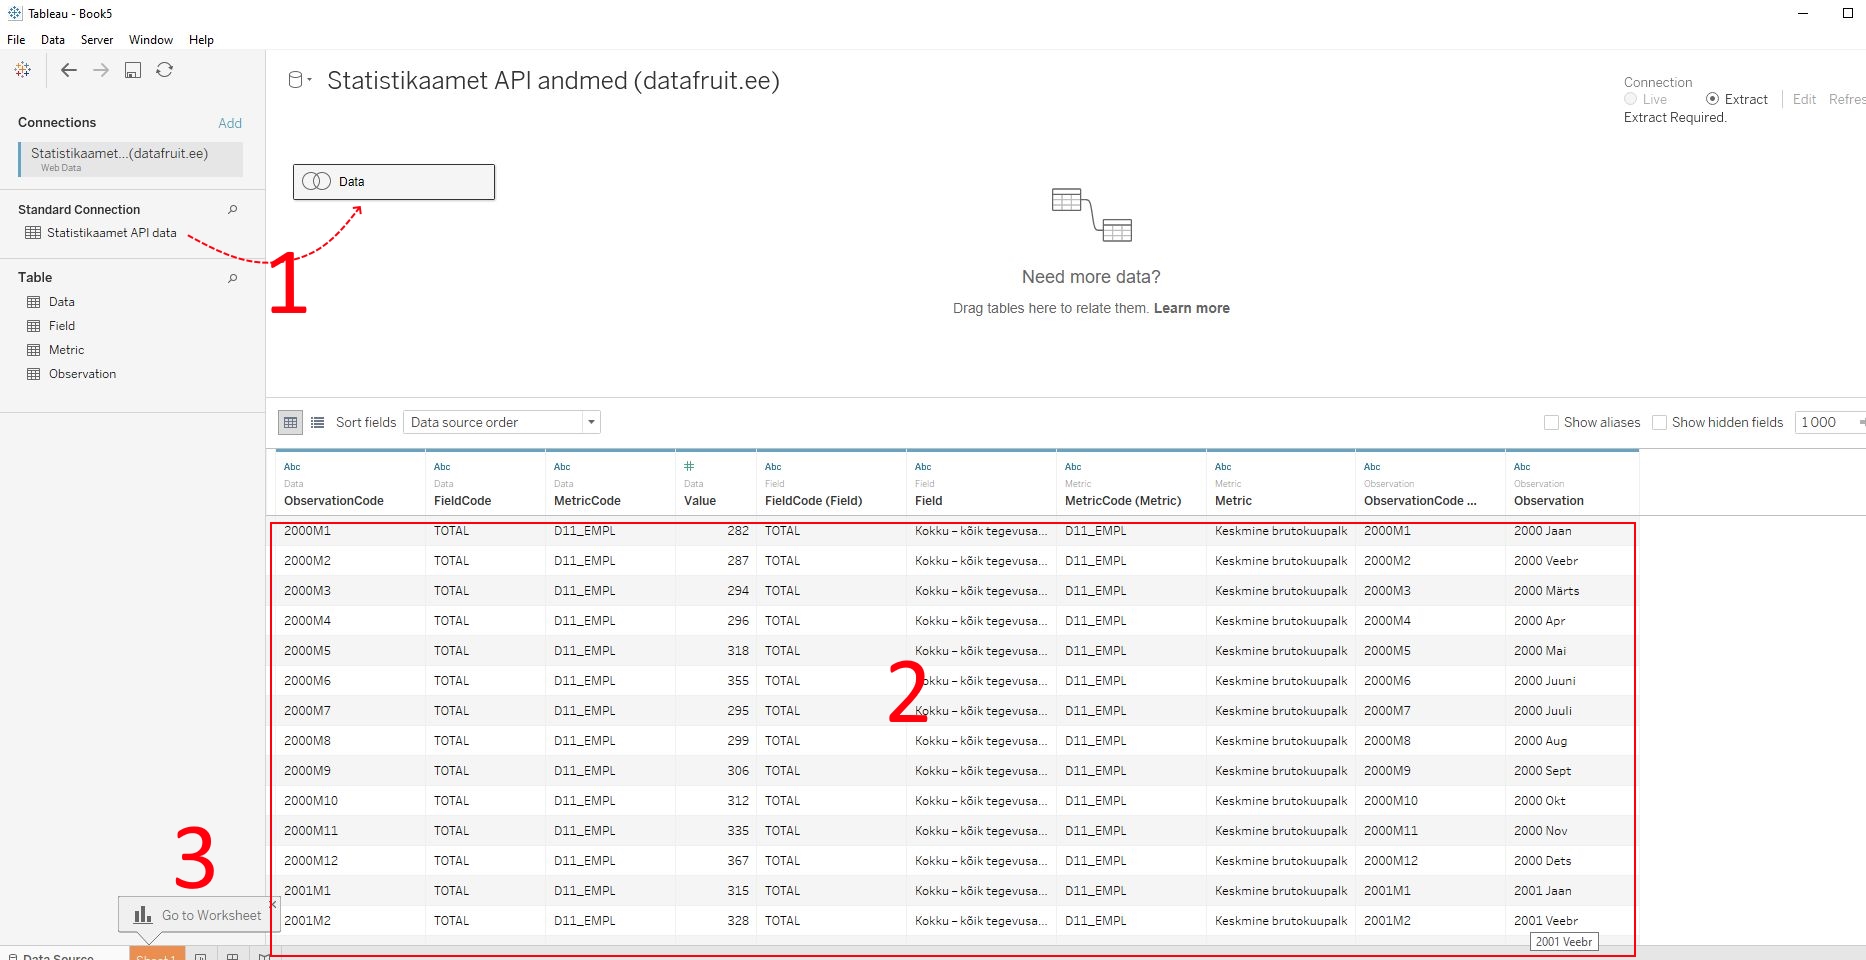 Tableau - Book5
File Data Server Window Help
Connections Add
Statistikaamet...(datafruit.ee)
Web Data
Standard Connection
Statistikaamet API data
Table
Data
Field
Metric
Observation
Statistikaamet API andmed (datafruit.ee)
Connection
Live Extract Edit Refres
Extract Required.
Data
1
Need more data?
Drag tables here to relate them. Learn more
Sort fields Data source order Show aliases Show hidden fields 1 000
Abc Abc Abc # Abc Abc Abc Abc Abc Abc
Data Data Data Data Field Field Metric Metric Observation Observation
ObservationCode FieldCode MetricCode Value FieldCode (Field) Field MetricCode (Metric) Metric ObservationCode ... Observation
2000M1 TOTAL D11_EMPL 282 TOTAL Kokku – kõik tegevusa... D11_EMPL Keskmine brutokuupalk 2000M1 2000 Jaan
2000M2 TOTAL D11_EMPL 287 TOTAL Kokku – kõik tegevusa... D11_EMPL Keskmine brutokuupalk 2000M2 2000 Veebr
2000M3 TOTAL D11_EMPL 294 TOTAL Kokku – kõik tegevusa... D11_EMPL Keskmine brutokuupalk 2000M3 2000 Märts
2000M4 TOTAL D11_EMPL 296 TOTAL Kokku – kõik tegevusa... D11_EMPL Keskmine brutokuupalk 2000M4 2000 Apr
2000M5 TOTAL D11_EMPL 318 TOTAL Kokku – kõik tegevusa... D11_EMPL Keskmine brutokuupalk 2000M5 2000 Mai
2000M6 TOTAL D11_EMPL 355 TOTAL Kokku – kõik tegevusa... D11_EMPL Keskmine brutokuupalk 2000M6 2000 Juuni
2
2000M7 TOTAL D11_EMPL 295 TOTAL Kokku – kõik tegevusa... D11_EMPL Keskmine brutokuupalk 2000M7 2000 Juuli
2000M8 TOTAL D11_EMPL 299 TOTAL Kokku – kõik tegevusa... D11_EMPL Keskmine brutokuupalk 2000M8 2000 Aug
2000M9 TOTAL D11_EMPL 306 TOTAL Kokku – kõik tegevusa... D11_EMPL Keskmine brutokuupalk 2000M9 2000 Sept
2000M10 TOTAL D11_EMPL 312 TOTAL Kokku – kõik tegevusa... D11_EMPL Keskmine brutokuupalk 2000M10 2000 Okt
2000M11 TOTAL D11_EMPL 335 TOTAL Kokku – kõik tegevusa... D11_EMPL Keskmine brutokuupalk 2000M11 2000 Nov
2000M12 TOTAL D11_EMPL 367 TOTAL Kokku – kõik tegevusa... D11_EMPL Keskmine brutokuupalk 2000M12 2000 Dets
2001M1 TOTAL D11_EMPL 315 TOTAL Kokku – kõik tegevusa... D11_EMPL Keskmine brutokuupalk 2001M1 2001 Jaan
2001M2 TOTAL D11_EMPL 328 TOTAL Kokku – kõik tegevusa... D11_EMPL Keskmine brutokuupalk 2001M2 2001 Veebr
2001 Veebr
3
Go to Worksheet
Data Source Sheet 1